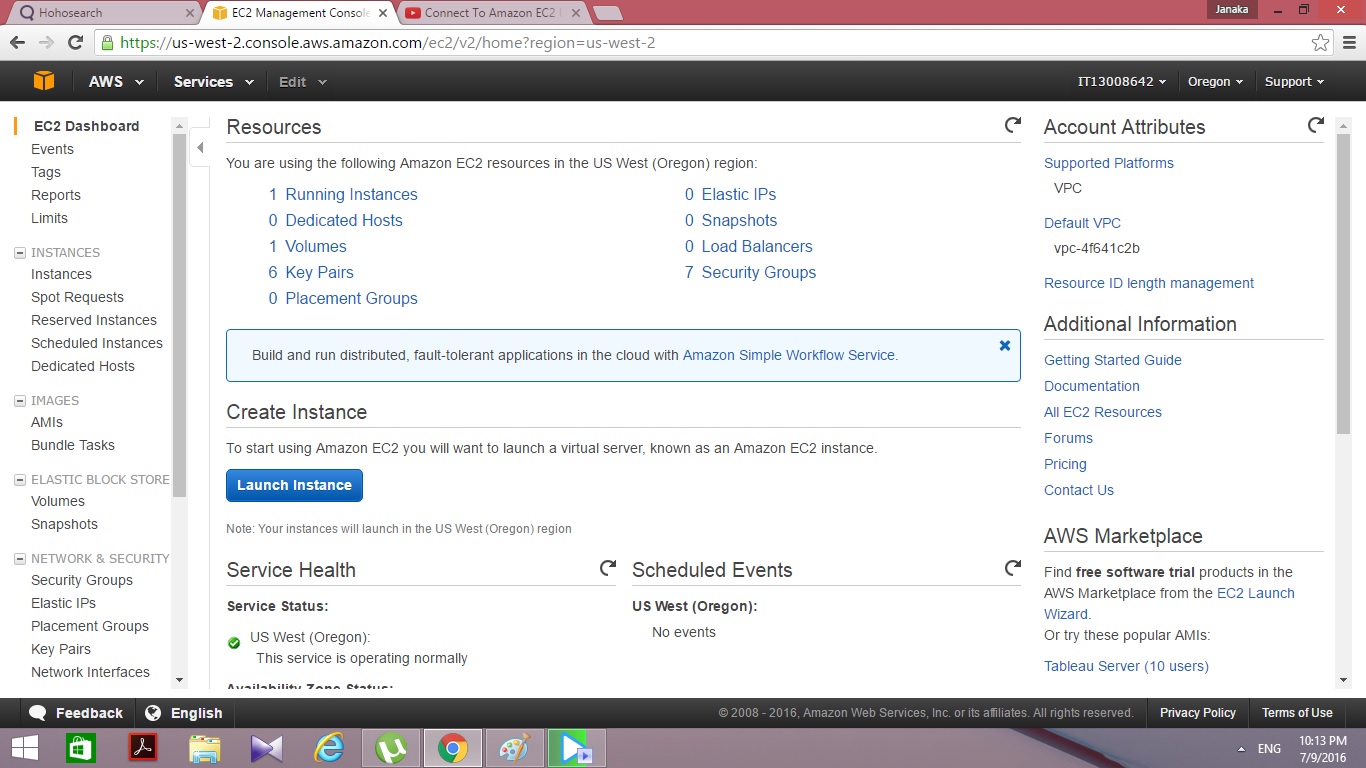 Hohosearch
EC2 Management Console
Connect To Amazon EC2
Janaka
https://us-west-2.console.aws.amazon.com/ec2/v2/home?region=us-west-2
AWS
Services
Edit
IT13008642
Oregon
Support
EC2 Dashboard
Events
Tags
Reports
Limits
INSTANCES
Instances
Spot Requests
Reserved Instances
Scheduled Instances
Dedicated Hosts
IMAGES
AMIs
Bundle Tasks
ELASTIC BLOCK STORE
Volumes
Snapshots
NETWORK & SECURITY
Security Groups
Elastic IPs
Placement Groups
Key Pairs
Network Interfaces
Resources
You are using the following Amazon EC2 resources in the US West (Oregon) region:
1 Running Instances
0 Elastic IPs
0 Dedicated Hosts
0 Snapshots
1 Volumes
0 Load Balancers
6 Key Pairs
7 Security Groups
0 Placement Groups
Build and run distributed, fault-tolerant applications in the cloud with Amazon Simple Workflow Service.
Create Instance
To start using Amazon EC2 you will want to launch a virtual server, known as an Amazon EC2 instance.
Launch Instance
Note: Your instances will launch in the US West (Oregon) region
Service Health
Service Status:
US West (Oregon):
This service is operating normally
Availability Zone Status:
Scheduled Events
US West (Oregon):
No events
Account Attributes
Supported Platforms
VPC
Default VPC
vpc-4f641c2b
Resource ID length management
Additional Information
Getting Started Guide
Documentation
All EC2 Resources
Forums
Pricing
Contact Us
AWS Marketplace
Find free software trial products in the
AWS Marketplace from the EC2 Launch
Wizard.
Or try these popular AMIs:
Tableau Server (10 users)
Feedback
English
© 2008 - 2016, Amazon Web Services, Inc. or its affiliates. All rights reserved.
Privacy Policy
Terms of Use
ENG
10:13 PM
7/9/2016